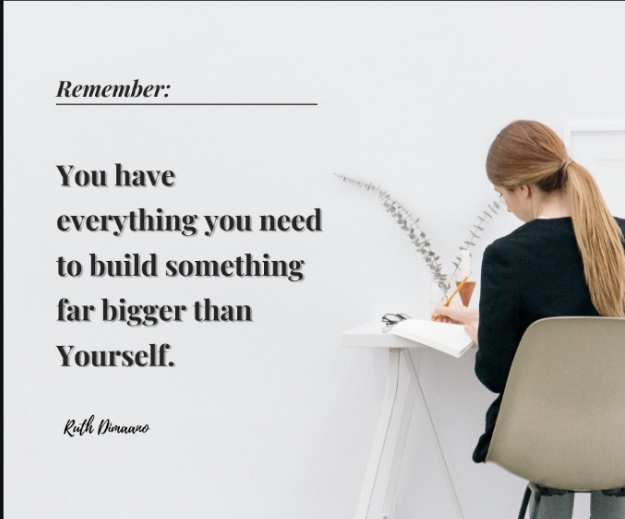 Remember:
You have
everything you need
to build something
far bigger than
Yourself.
Ruth Dimaano